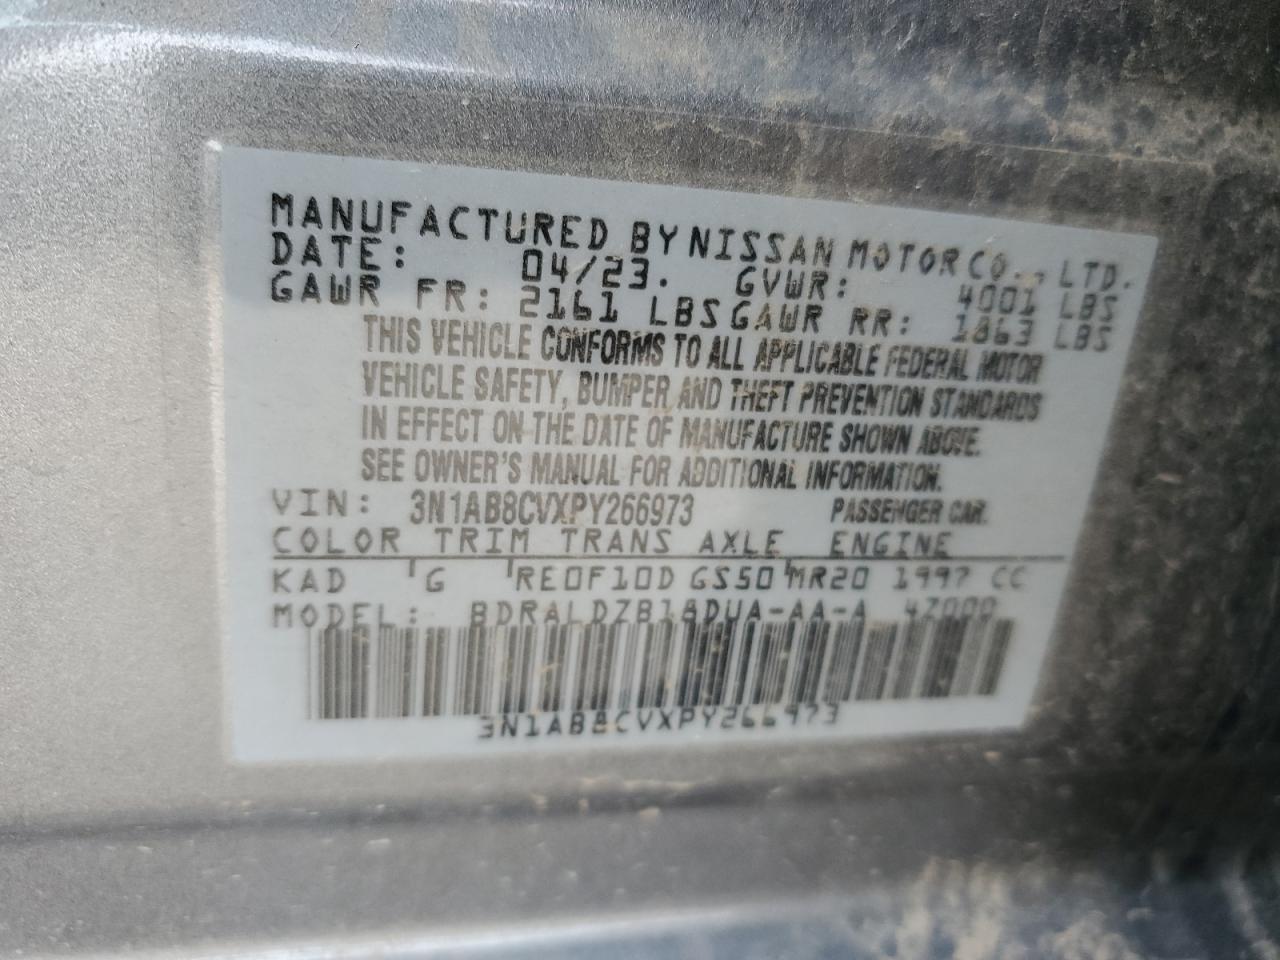 MANUFACTURED BY NISSAN MOTOR CO., LTD.
DATE: 04/23. GVWR: 4001 LBS
GAWR FR: 2161 LBS GAWR RR: 1863 LBS
THIS VEHICLE CONFORMS TO ALL APPLICABLE FEDERAL MOTOR
VEHICLE SAFETY, BUMPER AND THEFT PREVENTION STANDARDS
IN EFFECT ON THE DATE OF MANUFACTURE SHOWN ABOVE.
SEE OWNER'S MANUAL FOR ADDITIONAL INFORMATION.
VIN: 3N1AB8CVXPY266973 PASSENGER CAR.
COLOR TRIM TRANS AXLE ENGINE
KAD G RE0F10D GS50 MR20 1997 CC
MODEL: BDRALDZB18DUA-AA-A 4Z000
3N1AB8CVXPY266973